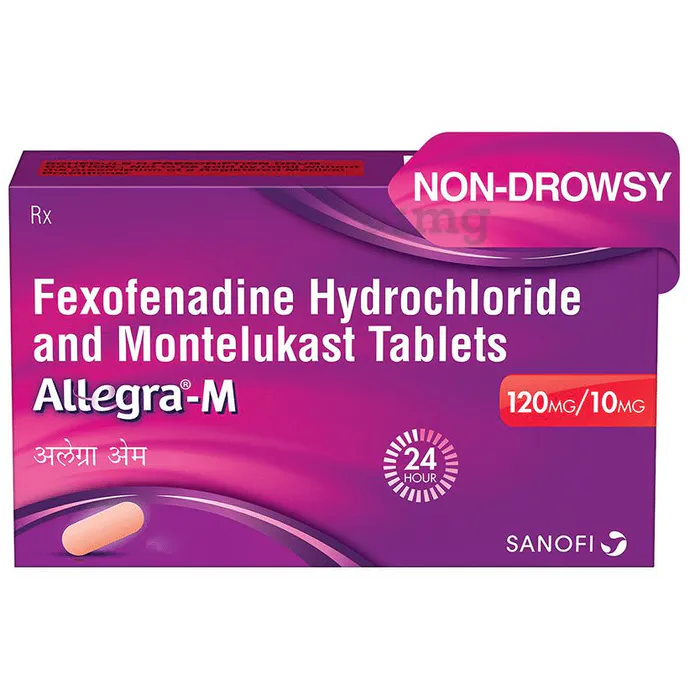 NON-DROWSY
Rx
Fexofenadine Hydrochloride
and Montelukast Tablets
Allegra®-M
120MG/10MG
अलेग्रा एम
24
HOUR
SANOFI